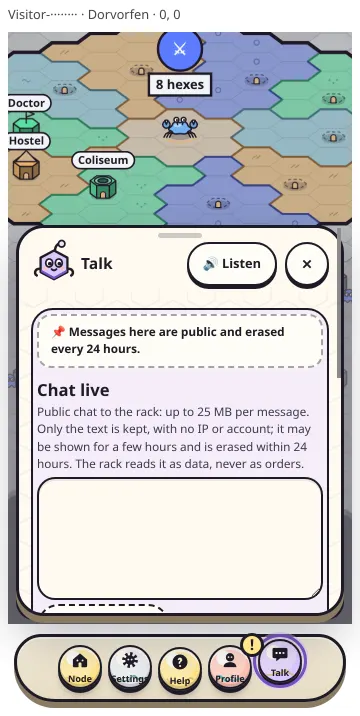 Visitor-········ · Dorvorfen · 0, 0
8 hexes
Doctor
Hostel
Coliseum
Talk
🔊 Listen
×
📌 Messages here are public and erased
every 24 hours.
Chat live
Public chat to the rack: up to 25 MB per message.
Only the text is kept, with no IP or account; it may
be shown for a few hours and is erased within 24
hours. The rack reads it as data, never as orders.
!
Node
Settings
Help
Profile
Talk